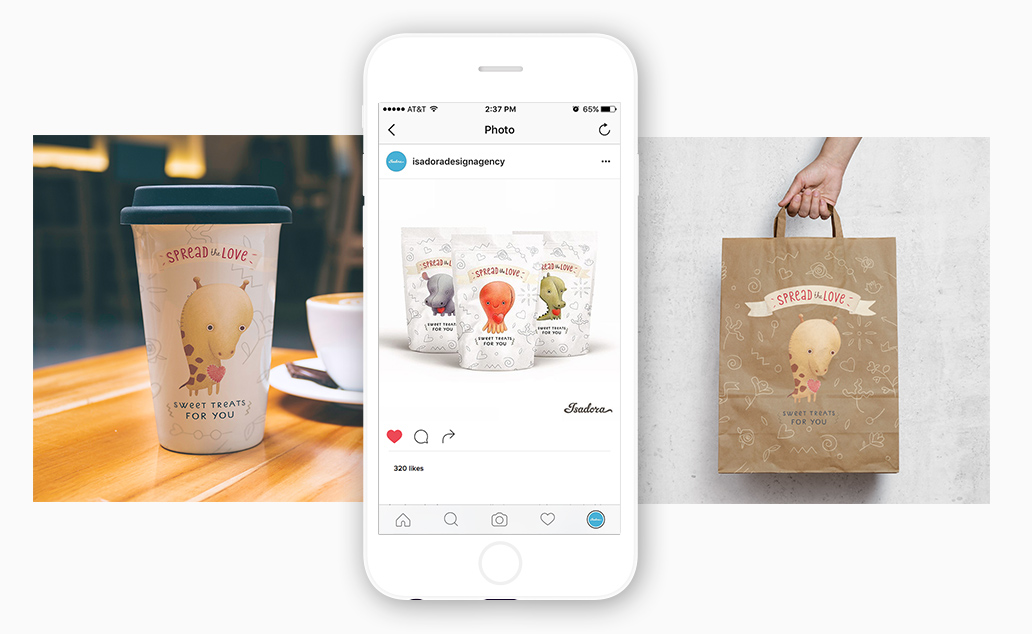 SPREAD the LOVE
SWEET TREATS
FOR YOU
AT&T
2:37 PM
65%
Photo
isadoradesignagency
SPREAD the LOVE
SWEET TREATS
FOR YOU
Isadora
320 likes
SPREAD the LOVE
SWEET TREATS
FOR YOU